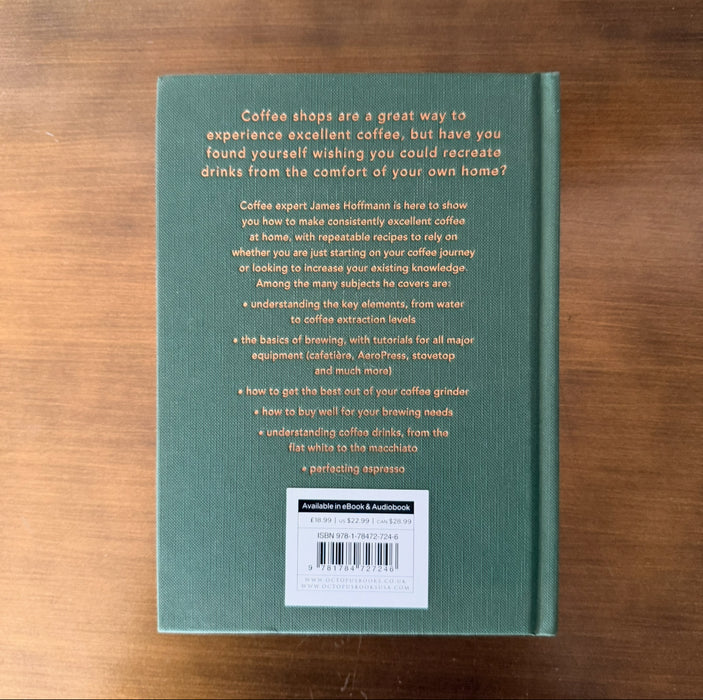 Coffee shops are a great way to
experience excellent coffee, but have you
found yourself wishing you could recreate
drinks from the comfort of your own home?
Coffee expert James Hoffmann is here to show
you how to make consistently excellent coffee
at home, with repeatable recipes to rely on
whether you are just starting on your coffee journey
or looking to increase your existing knowledge.
Among the many subjects he covers are:
• understanding the key elements, from water
to coffee extraction levels
• the basics of brewing, with tutorials for all major
equipment (cafetière, AeroPress, stovetop
and much more)
• how to get the best out of your coffee grinder
• how to buy well for your brewing needs
• understanding coffee drinks, from the
flat white to the macchiato
• perfecting espresso
Available in eBook & Audiobook
£18.99 | US $22.99 | CAN $28.99
ISBN 978-1-78472-724-6
9 781784 727246
WWW.OCTOPUSBOOKS.CO.UK
WWW.OCTOPUSBOOKSUSA.COM